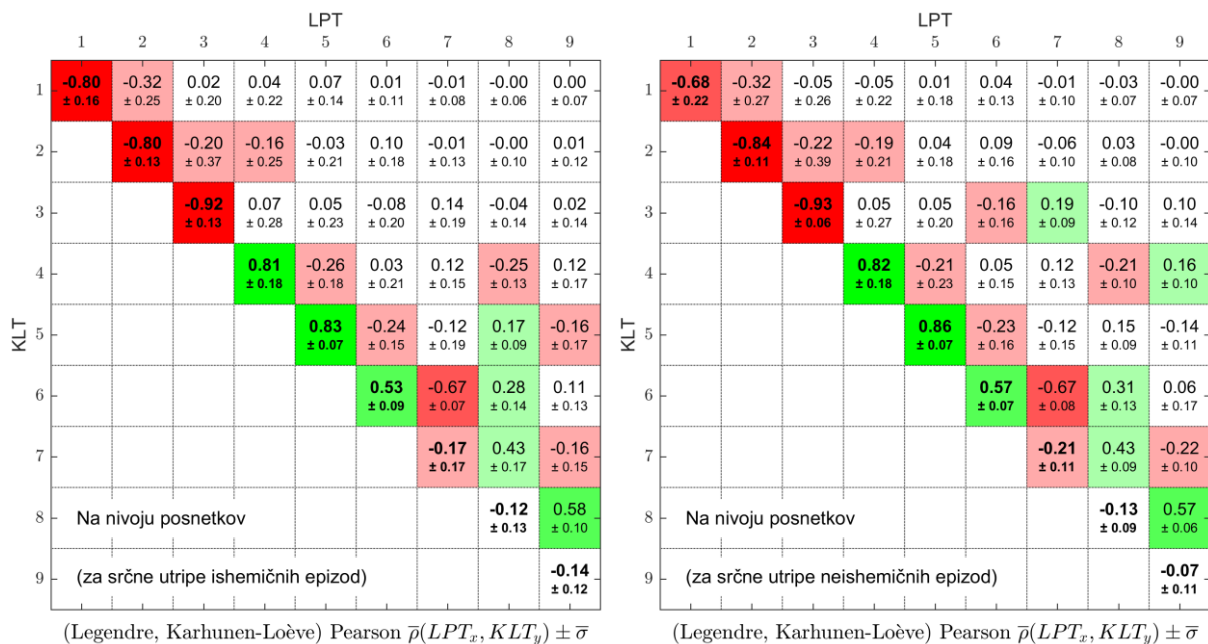 LPT
1 2 3 4 5 6 7 8 9
KLT
1 -0.80 -0.32 0.02 0.04 0.07 0.01 -0.01 -0.00 0.00
± 0.16 ± 0.25 ± 0.20 ± 0.22 ± 0.14 ± 0.11 ± 0.08 ± 0.06 ± 0.07
2 -0.80 -0.20 -0.16 -0.03 0.10 -0.01 -0.00 0.01
± 0.13 ± 0.37 ± 0.25 ± 0.21 ± 0.18 ± 0.13 ± 0.10 ± 0.12
3 -0.92 0.07 0.05 -0.08 0.14 -0.04 0.02
± 0.13 ± 0.28 ± 0.23 ± 0.20 ± 0.19 ± 0.14 ± 0.14
4 0.81 -0.26 0.03 0.12 -0.25 0.12
± 0.18 ± 0.18 ± 0.21 ± 0.15 ± 0.13 ± 0.17
5 0.83 -0.24 -0.12 0.17 -0.16
± 0.07 ± 0.15 ± 0.19 ± 0.09 ± 0.17
6 0.53 -0.67 0.28 0.11
± 0.09 ± 0.07 ± 0.14 ± 0.13
7 -0.17 0.43 -0.16
± 0.17 ± 0.17 ± 0.15
8 Na nivoju posnetkov -0.12 0.58
± 0.13 ± 0.10
9 (za srčne utripe ishemičnih epizod) -0.14
± 0.12
(Legendre, Karhunen-Loève) Pearson ρ̅(LPTₓ, KLTᵧ) ± σ̅
LPT
1 2 3 4 5 6 7 8 9
KLT
1 -0.68 -0.32 -0.05 -0.05 0.01 0.04 -0.01 -0.03 -0.00
± 0.22 ± 0.27 ± 0.26 ± 0.22 ± 0.18 ± 0.13 ± 0.10 ± 0.07 ± 0.07
2 -0.84 -0.22 -0.19 0.04 0.09 -0.06 0.03 -0.00
± 0.11 ± 0.39 ± 0.21 ± 0.18 ± 0.16 ± 0.10 ± 0.08 ± 0.10
3 -0.93 0.05 0.05 -0.16 0.19 -0.10 0.10
± 0.06 ± 0.27 ± 0.20 ± 0.16 ± 0.09 ± 0.12 ± 0.14
4 0.82 -0.21 0.05 0.12 -0.21 0.16
± 0.18 ± 0.23 ± 0.15 ± 0.13 ± 0.10 ± 0.10
5 0.86 -0.23 -0.12 0.15 -0.14
± 0.07 ± 0.16 ± 0.15 ± 0.09 ± 0.11
6 0.57 -0.67 0.31 0.06
± 0.07 ± 0.08 ± 0.13 ± 0.17
7 -0.21 0.43 -0.22
± 0.11 ± 0.09 ± 0.10
8 Na nivoju posnetkov -0.13 0.57
± 0.09 ± 0.06
9 (za srčne utripe neishemičnih epizod) -0.07
± 0.11
(Legendre, Karhunen-Loève) Pearson ρ̅(LPTₓ, KLTᵧ) ± σ̅